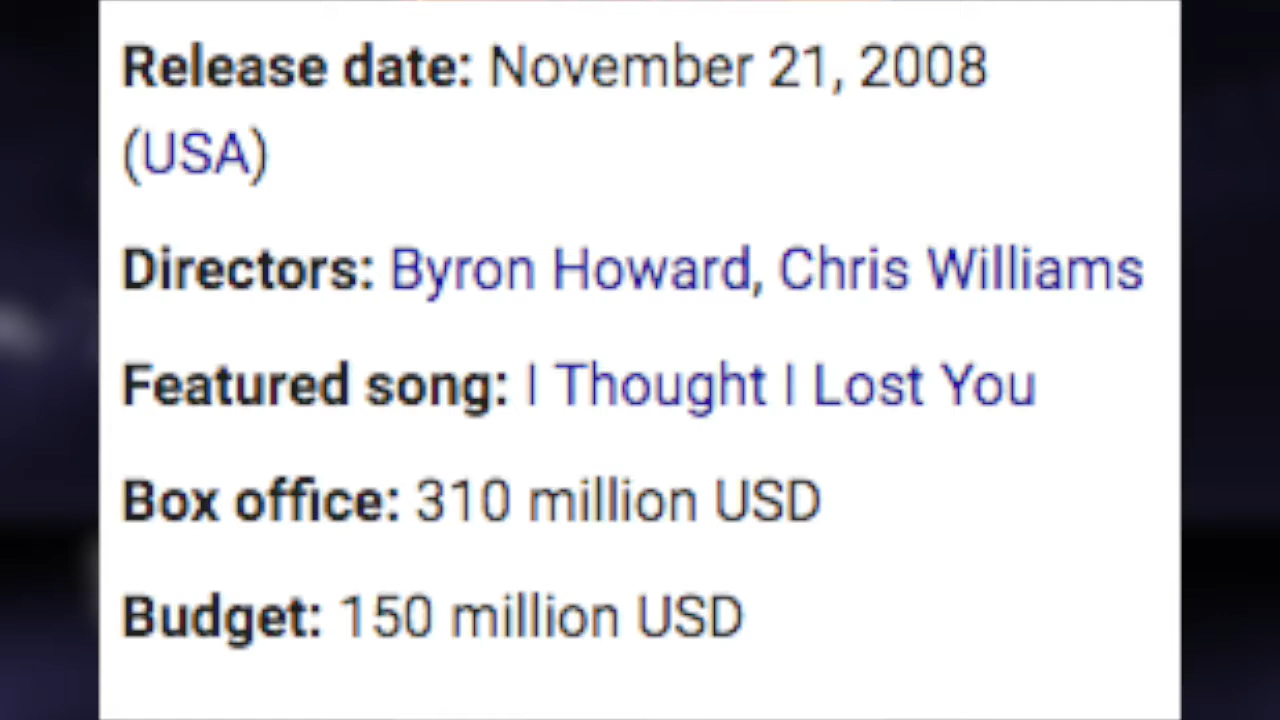 Release date: November 21, 2008
(USA)
Directors: Byron Howard, Chris Williams
Featured song: I Thought I Lost You
Box office: 310 million USD
Budget: 150 million USD